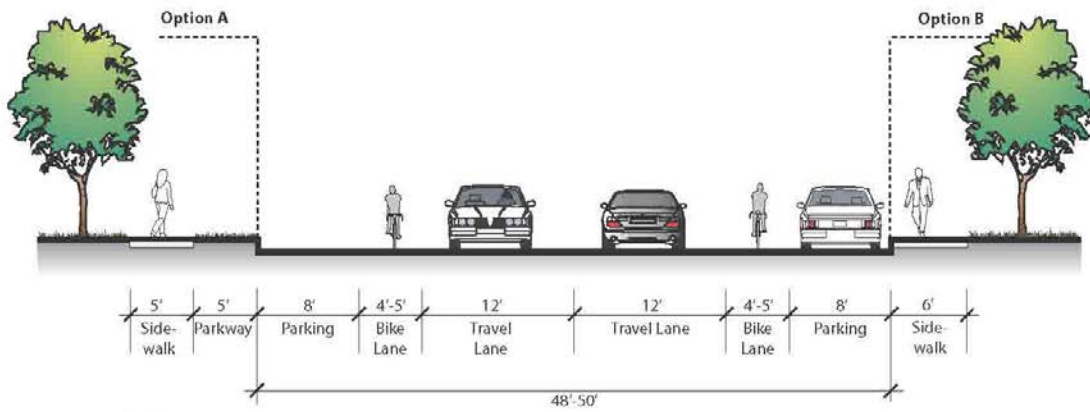 Option A
Option B
5' 5' 8' 4'-5' 12' 12' 4'-5' 8' 6'
Side- Parkway Parking Bike Travel Travel Lane Bike Parking Side-
walk Lane Lane Lane walk
48'-50'